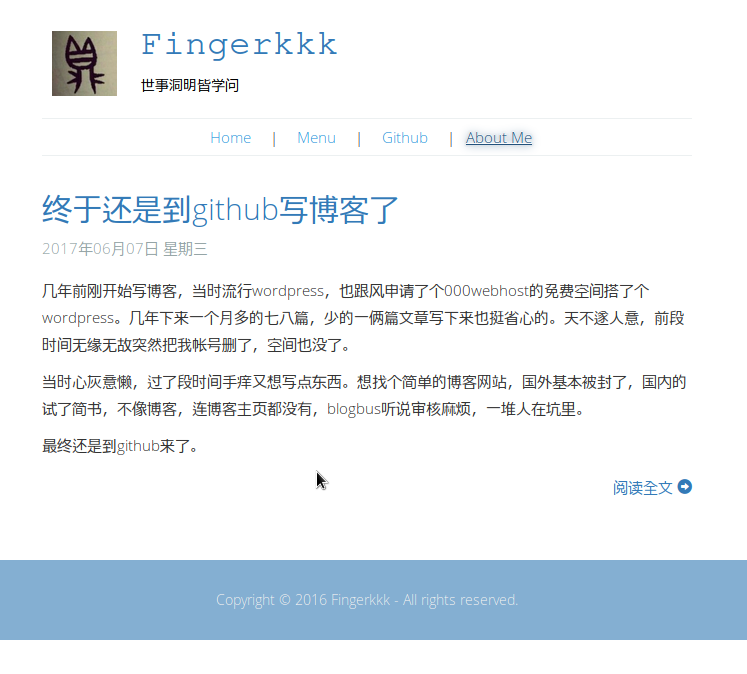 Fingerkkk
世事洞明皆学问
Home | Menu | Github | About Me
终于还是到github写博客了
2017年06月07日 星期三
几年前刚开始写博客，当时流行wordpress，也跟风申请了个000webhost的免费空间搭了个
wordpress。几年下来一个月多的七八篇，少的一俩篇文章写下来也挺省心的。天不遂人意，前段
时间无缘无故突然把我帐号删了，空间也没了。
当时心灰意懒，过了段时间手痒又想写点东西。想找个简单的博客网站，国外基本被封了，国内的
试了简书，不像博客，连博客主页都没有，blogbus听说审核麻烦，一堆人在坑里。
最终还是到github来了。
阅读全文
Copyright © 2016 Fingerkkk - All rights reserved.